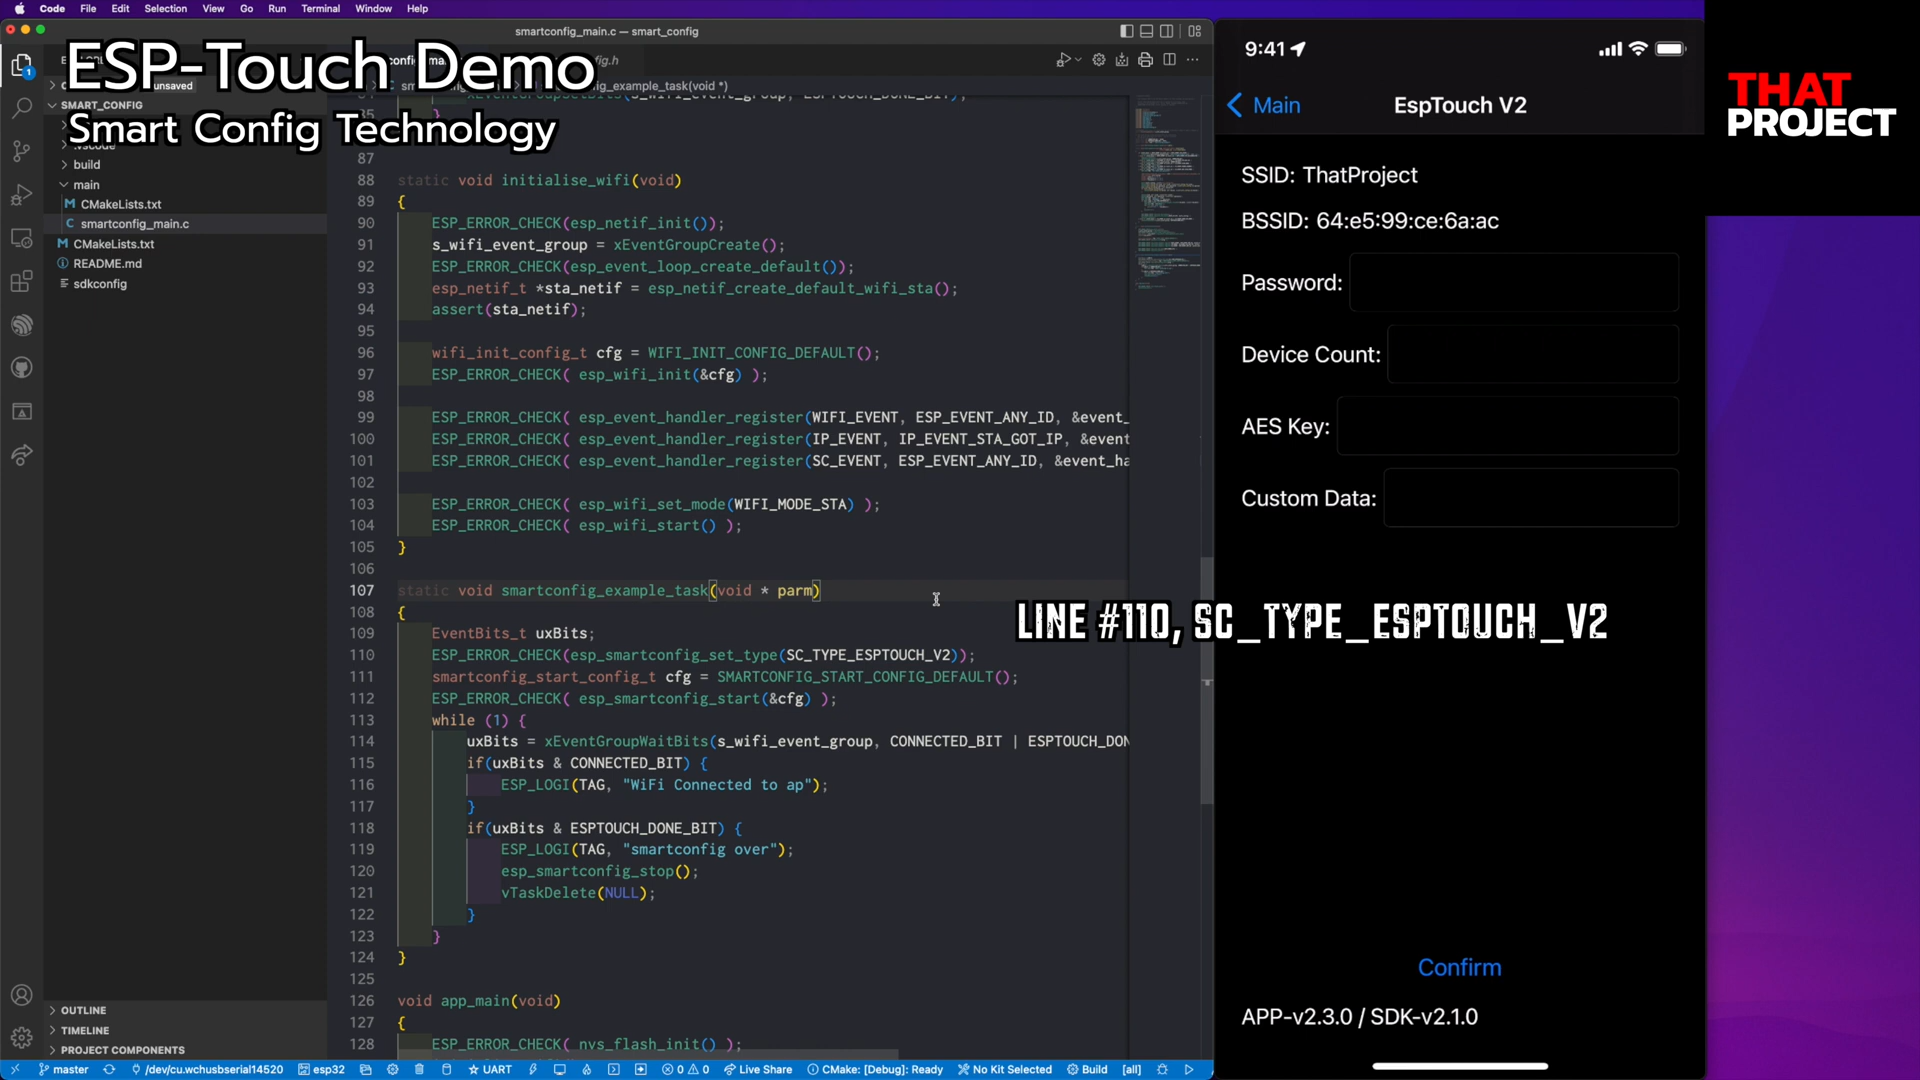 Code File Edit Selection View Go Run Terminal Window Help
smartconfig_main.c — smart_config
ESP-Touch Demo
Smart Config Technology
unsaved
SMART_CONFIG
.vscode
build
main
CMakeLists.txt
smartconfig_main.c
CMakeLists.txt
README.md
sdkconfig
OUTLINE
TIMELINE
PROJECT COMPONENTS
87
88 static void initialise_wifi(void)
89 {
90 ESP_ERROR_CHECK(esp_netif_init());
91 s_wifi_event_group = xEventGroupCreate();
92 ESP_ERROR_CHECK(esp_event_loop_create_default());
93 esp_netif_t *sta_netif = esp_netif_create_default_wifi_sta();
94 assert(sta_netif);
95
96 wifi_init_config_t cfg = WIFI_INIT_CONFIG_DEFAULT();
97 ESP_ERROR_CHECK( esp_wifi_init(&cfg) );
98
99 ESP_ERROR_CHECK( esp_event_handler_register(WIFI_EVENT, ESP_EVENT_ANY_ID, &event_
100 ESP_ERROR_CHECK( esp_event_handler_register(IP_EVENT, IP_EVENT_STA_GOT_IP, &event
101 ESP_ERROR_CHECK( esp_event_handler_register(SC_EVENT, ESP_EVENT_ANY_ID, &event_ha
102
103 ESP_ERROR_CHECK( esp_wifi_set_mode(WIFI_MODE_STA) );
104 ESP_ERROR_CHECK( esp_wifi_start() );
105 }
106
107 static void smartconfig_example_task(void * parm)
108 {
109 EventBits_t uxBits;
110 ESP_ERROR_CHECK(esp_smartconfig_set_type(SC_TYPE_ESPTOUCH_V2));
111 smartconfig_start_config_t cfg = SMARTCONFIG_START_CONFIG_DEFAULT();
112 ESP_ERROR_CHECK( esp_smartconfig_start(&cfg) );
113 while (1) {
114 uxBits = xEventGroupWaitBits(s_wifi_event_group, CONNECTED_BIT | ESPTOUCH_DON
115 if(uxBits & CONNECTED_BIT) {
116 ESP_LOGI(TAG, "WiFi Connected to ap");
117 }
118 if(uxBits & ESPTOUCH_DONE_BIT) {
119 ESP_LOGI(TAG, "smartconfig over");
120 esp_smartconfig_stop();
121 vTaskDelete(NULL);
122 }
123 }
124 }
125
126 void app_main(void)
127 {
128 ESP_ERROR_CHECK( nvs_flash_init() );
LINE #110, SC_TYPE_ESPTOUCH_V2
9:41
Main EspTouch V2
SSID: ThatProject
BSSID: 64:e5:99:ce:6a:ac
Password:
Device Count:
AES Key:
Custom Data:
Confirm
APP-v2.3.0 / SDK-v2.1.0
THAT
PROJECT
master /dev/cu.wchusbserial14520 esp32 UART 0 0 Live Share CMake: [Debug]: Ready No Kit Selected Build [all]